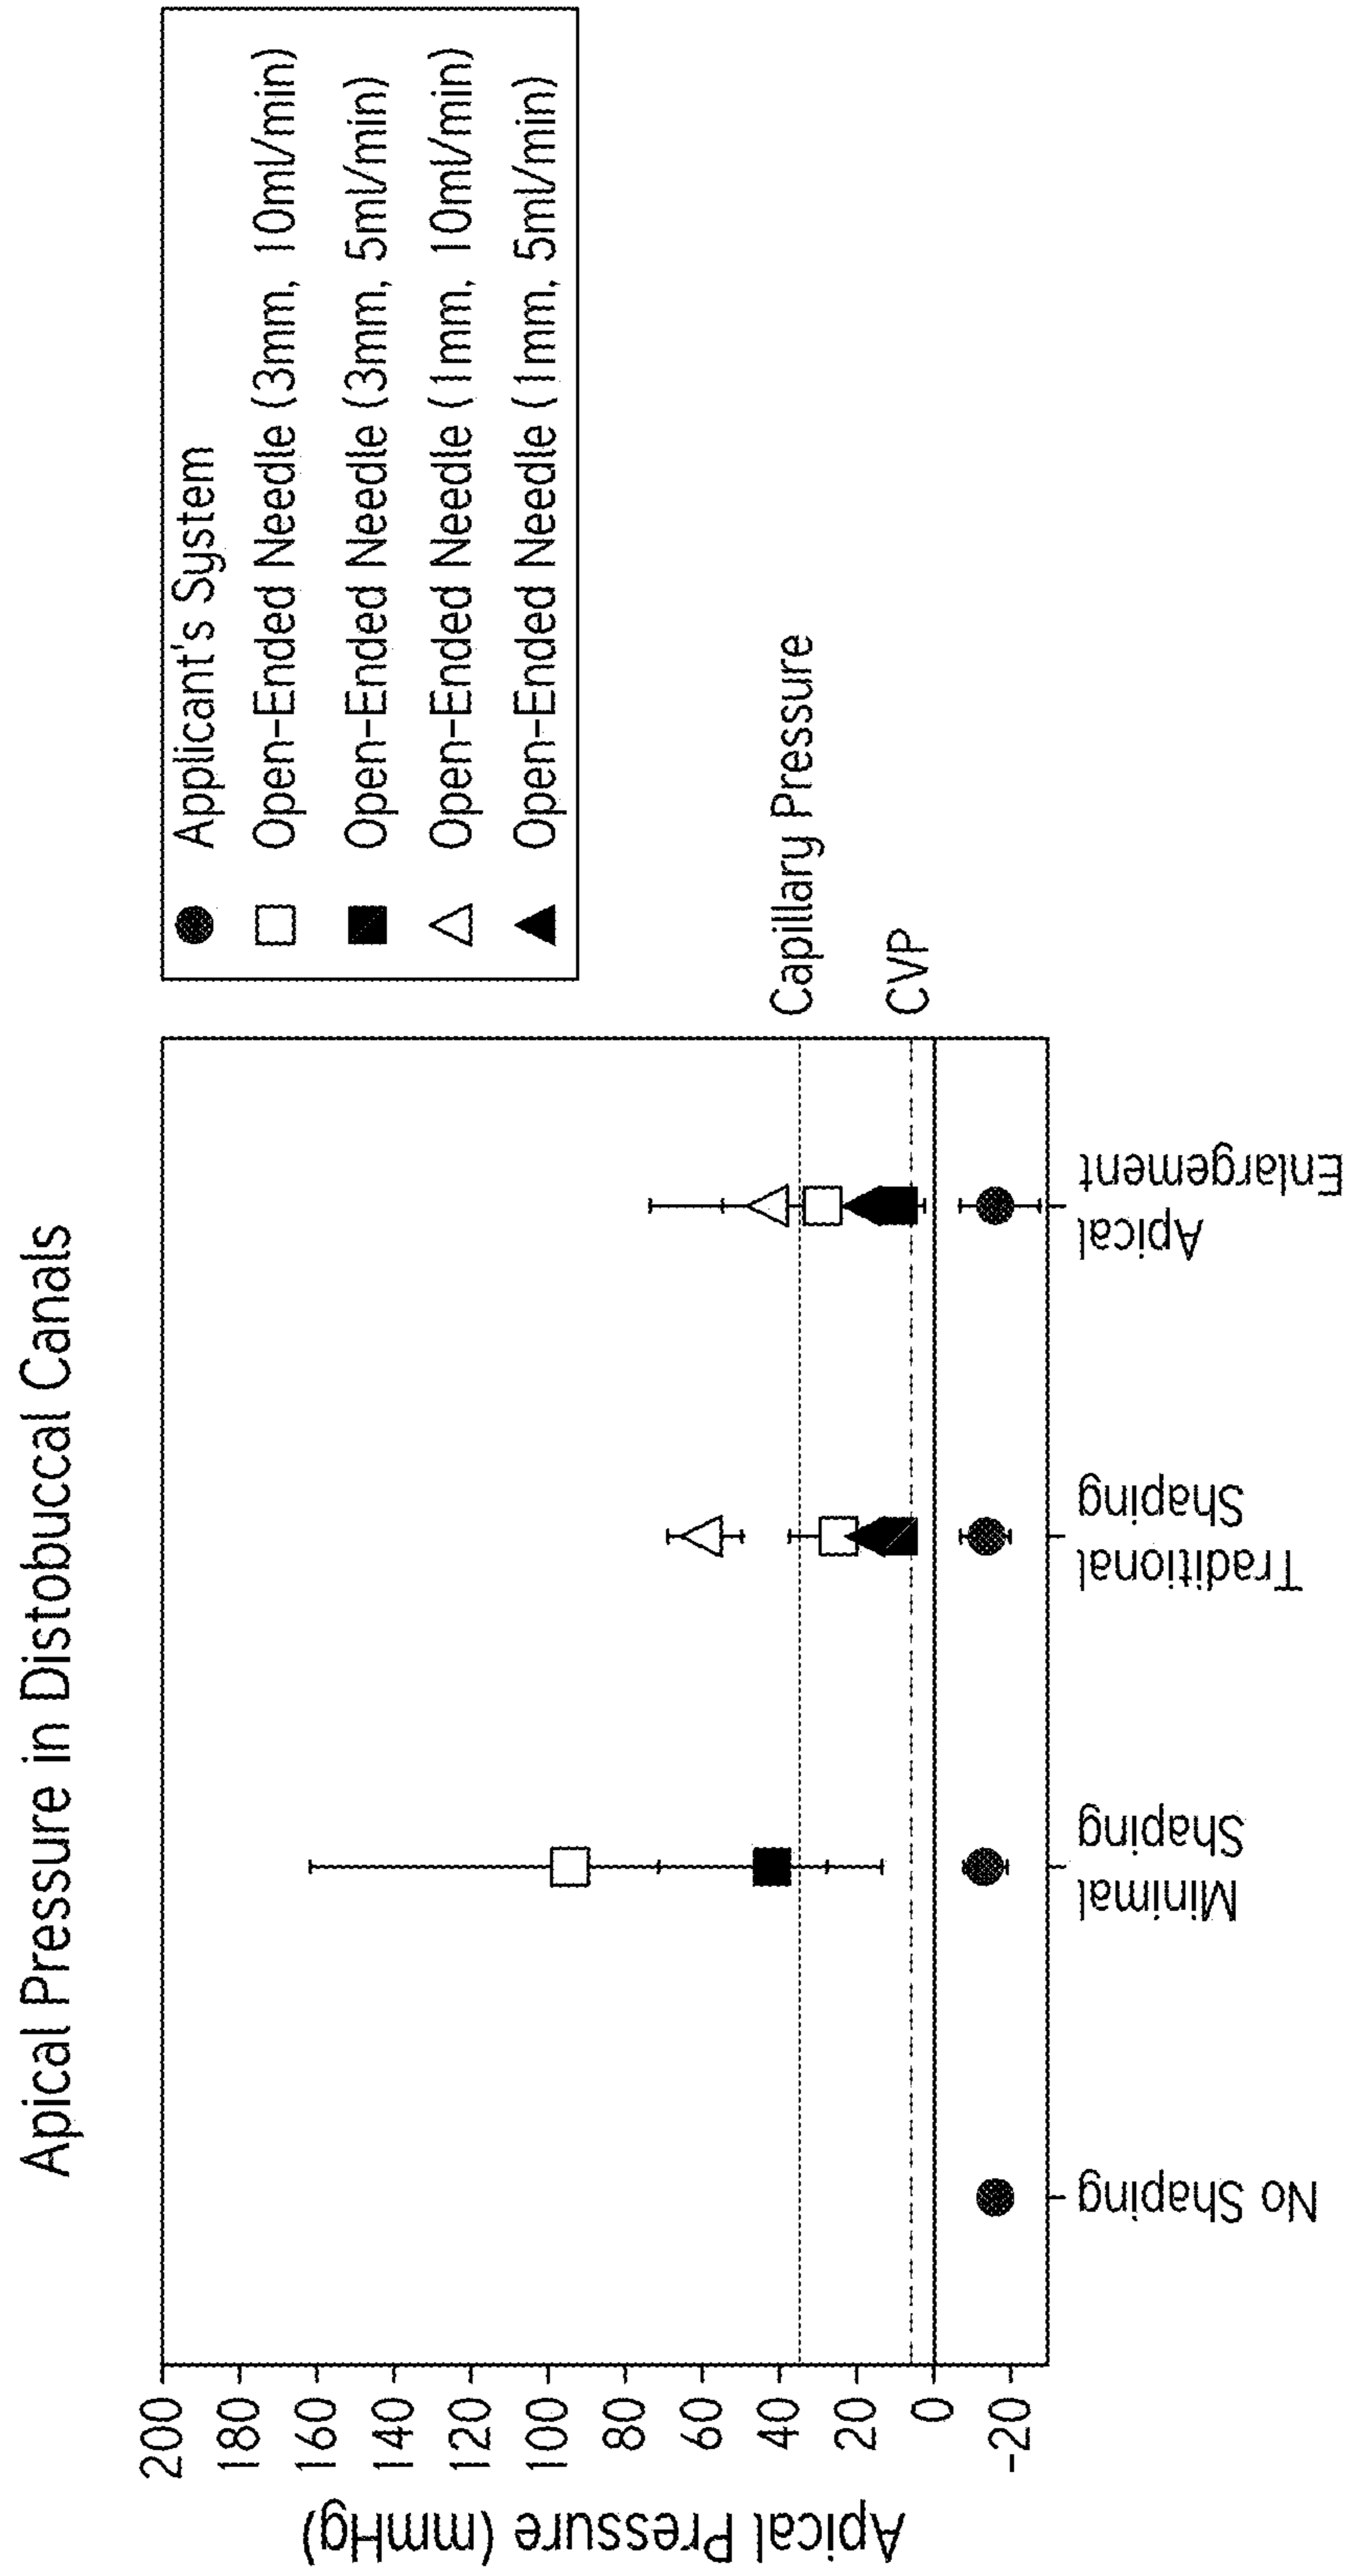 Apical Pressure in Distobuccal Canals
Apical Pressure (mmHg)
200
180
160
140
120
100
80
60
40
20
0
-20
No Shaping
Minimal
Shaping
Traditional
Shaping
Apical
Enlargement
Capillary Pressure
CVP
Applicant's System
Open-Ended Needle (3mm, 10ml/min)
Open-Ended Needle (3mm, 5ml/min)
Open-Ended Needle (1mm, 10ml/min)
Open-Ended Needle (1mm, 5ml/min)